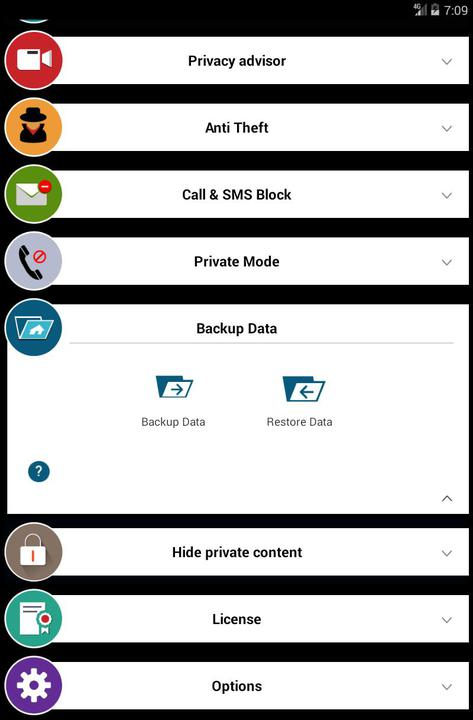 4G 7:09
Privacy advisor
Anti Theft
Call & SMS Block
Private Mode
Backup Data
Backup Data Restore Data
?
Hide private content
License
Options